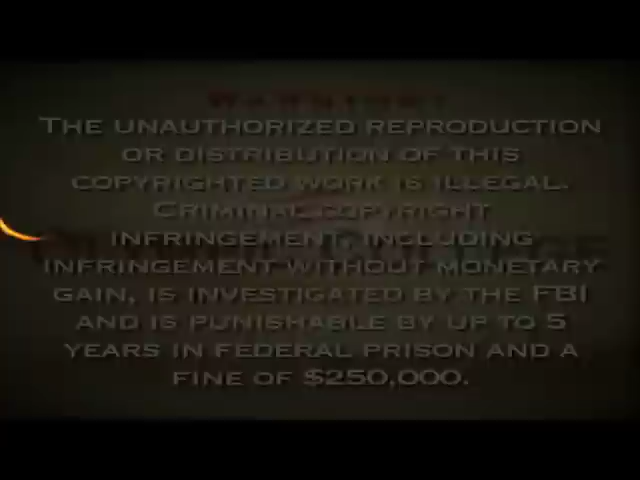 WARNING!
THE UNAUTHORIZED REPRODUCTION
OR DISTRIBUTION OF THIS
COPYRIGHTED WORK IS ILLEGAL.
CRIMINAL COPYRIGHT
INFRINGEMENT, INCLUDING
INFRINGEMENT WITHOUT MONETARY
GAIN, IS INVESTIGATED BY THE FBI
AND IS PUNISHABLE BY UP TO 5
YEARS IN FEDERAL PRISON AND A
FINE OF $250,000.